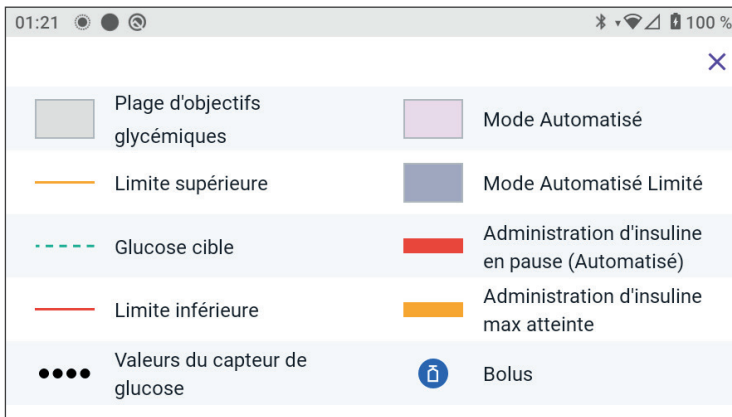 01:21
100 %
Plage d'objectifs
glycémiques
Mode Automatisé
Limite supérieure
Mode Automatisé Limité
Glucose cible
Administration d'insuline
en pause (Automatisé)
Limite inférieure
Administration d'insuline
max atteinte
Valeurs du capteur de
glucose
Bolus